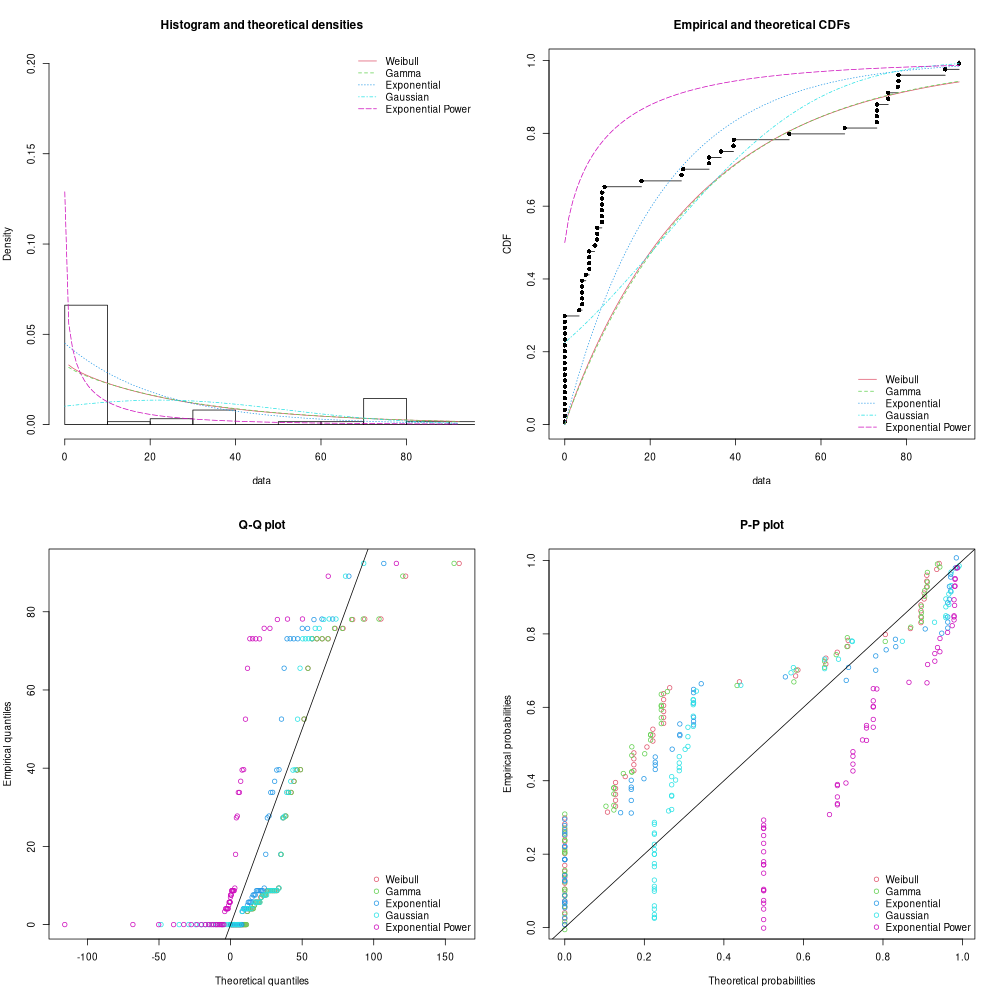 Histogram and theoretical densities
Density
0.00 0.05 0.10 0.15 0.20
Weibull
Gamma
Exponential
Gaussian
Exponential Power
0 20 40 60 80
data
Empirical and theoretical CDFs
CDF
0.0 0.2 0.4 0.6 0.8 1.0
Weibull
Gamma
Exponential
Gaussian
Exponential Power
0 20 40 60 80
data
Q-Q plot
Empirical quantiles
0 20 40 60 80
Weibull
Gamma
Exponential
Gaussian
Exponential Power
-100 -50 0 50 100 150
Theoretical quantiles
P-P plot
Empirical probabilities
0.0 0.2 0.4 0.6 0.8 1.0
Weibull
Gamma
Exponential
Gaussian
Exponential Power
0.0 0.2 0.4 0.6 0.8 1.0
Theoretical probabilities